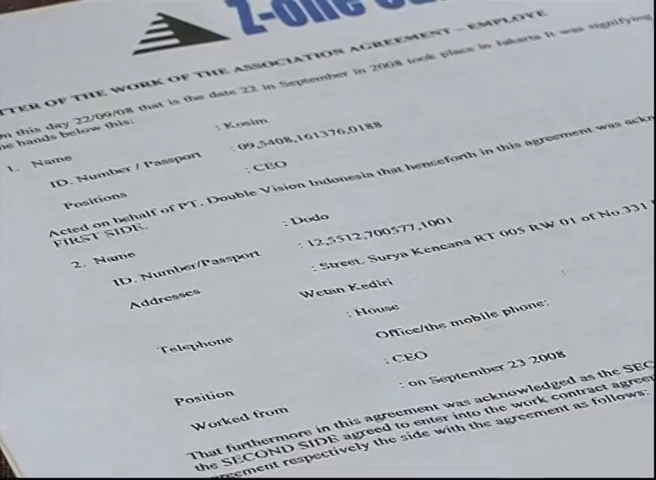 Z-one
TTER OF THE WORK OF THE ASSOCIATION AGREEMENT – EMPLOYE
on this day 22/09/08 that is the date 22 in September in 2008 took place in Jakarta It was signifying
he hands below this:
1. Name : Kosim
ID. Number / Passport : 09,5408,161376,0188
Positions : CEO
Acted on behalf of PT. Double Vision Indonesia that henceforth in this agreement was ackn
FIRST SIDE.
2. Name : Dodo
ID. Number/Passport : 12,5512,700577,1001
Addresses : Street. Surya Kencana RT 005 RW 01 of No.331
Wetan Kediri :
Telephone : House
Office/the mobile phone:
Position : CEO
Worked from : on September 23 2008
That furthermore in this agreement was acknowledged as the SEC
the SECOND SIDE agreed to enter into the work contract agree
reement respectively the side with the agreement as follows: